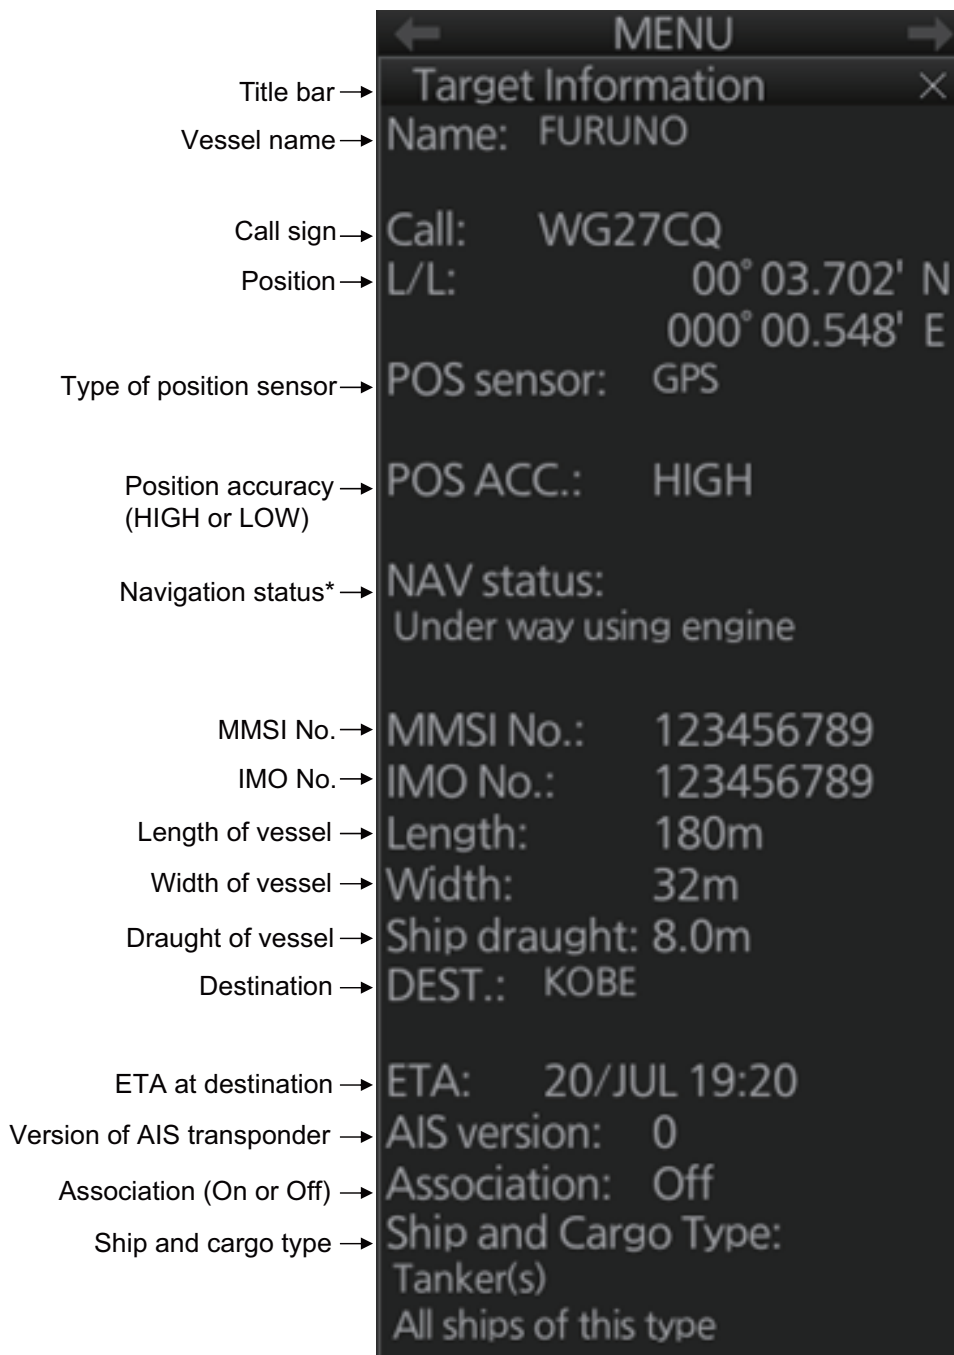 MENU
Title bar Target Information ×
Vessel name Name: FURUNO
Call sign Call: WG27CQ
Position L/L: 00° 03.702' N
000° 00.548' E
Type of position sensor POS sensor: GPS
Position accuracy POS ACC.: HIGH
(HIGH or LOW)
Navigation status* NAV status:
Under way using engine
MMSI No. MMSI No.: 123456789
IMO No. IMO No.: 123456789
Length of vessel Length: 180m
Width of vessel Width: 32m
Draught of vessel Ship draught: 8.0m
Destination DEST.: KOBE
ETA at destination ETA: 20/JUL 19:20
Version of AIS transponder AIS version: 0
Association (On or Off) Association: Off
Ship and cargo type Ship and Cargo Type:
Tanker(s)
All ships of this type